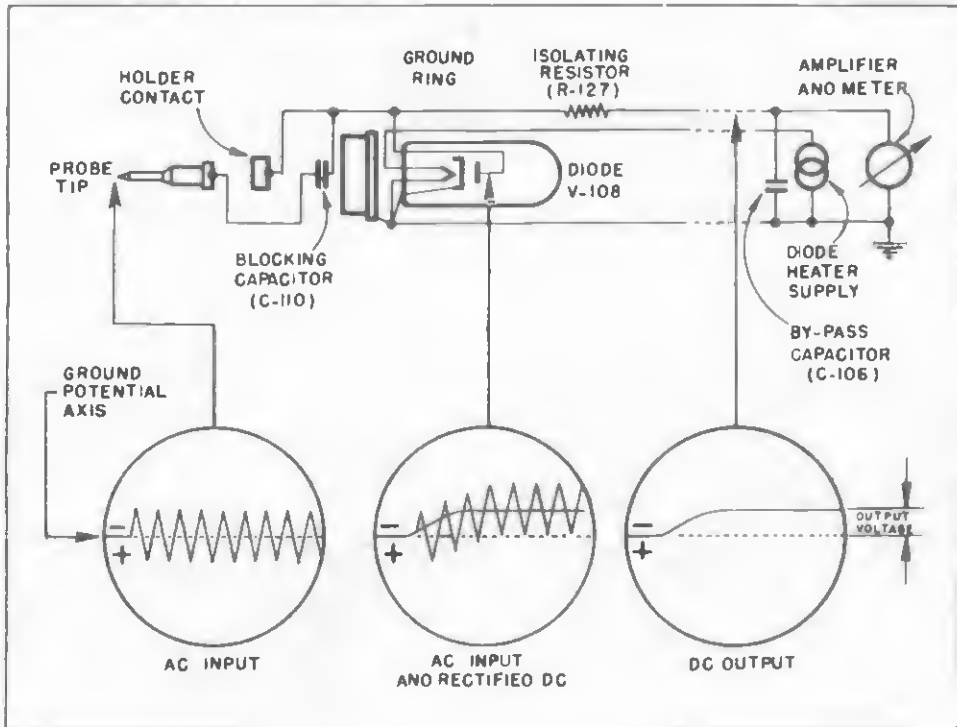 GROUND
RING
ISOLATING
RESISTOR
(R-127)
AMPLIFIER
ANO METER
HOLDER
CONTACT
PROBE
TIP
DIODE
V-108
BLOCKING
CAPACITOR
(C-110)
DIODE
HEATER
SUPPLY
BY-PASS
CAPACITOR
(C-106)
GROUND
POTENTIAL
AXIS
−
+
−
+
−
+
OUTPUT
VOLTAGE
AC INPUT
AC INPUT
AND RECTIFIED DC
DC OUTPUT